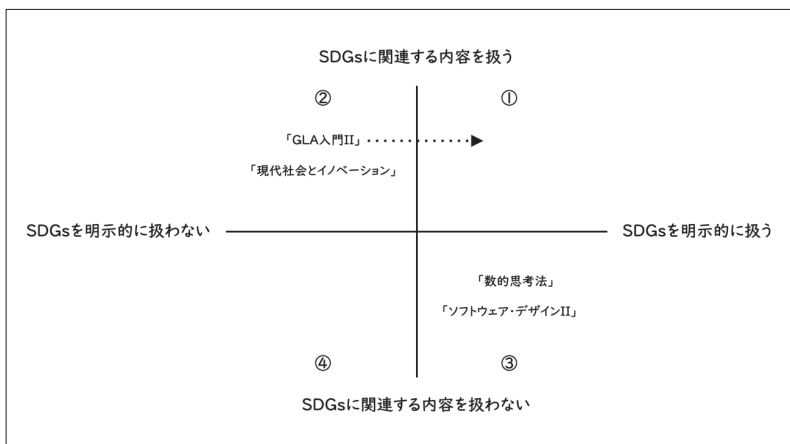 SDGsに関連する内容を扱う
② ①
「GLA入門II」
「現代社会とイノベーション」
SDGsを明示的に扱わない SDGsを明示的に扱う
「数的思考法」
「ソフトウェア・デザインII」
④ ③
SDGsに関連する内容を扱わない